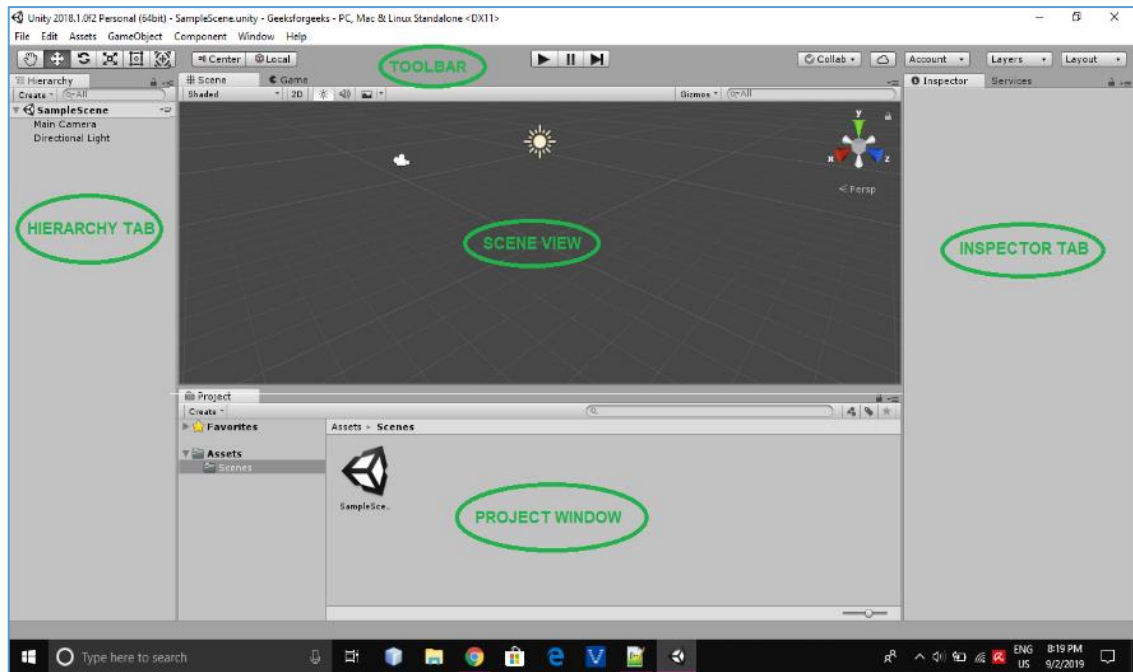 Unity 2018.1.0f2 Personal (64bit) - SampleScene.unity - Geeksforgeeks - PC, Mac & Linux Standalone <DX11>
File Edit Assets GameObject Component Window Help
Center Local TOOLBAR Collab Account Layers Layout
Hierarchy Scene Game Inspector Services
Create All Shaded 2D Gizmos All
SampleScene
Main Camera
Directional Light
y
x z
Persp
HIERARCHY TAB
SCENE VIEW
INSPECTOR TAB
Project
Create
Favorites Assets Scenes
Assets
Scenes
SampleSce..
PROJECT WINDOW
Type here to search
ENG
US
8:19 PM
9/2/2019